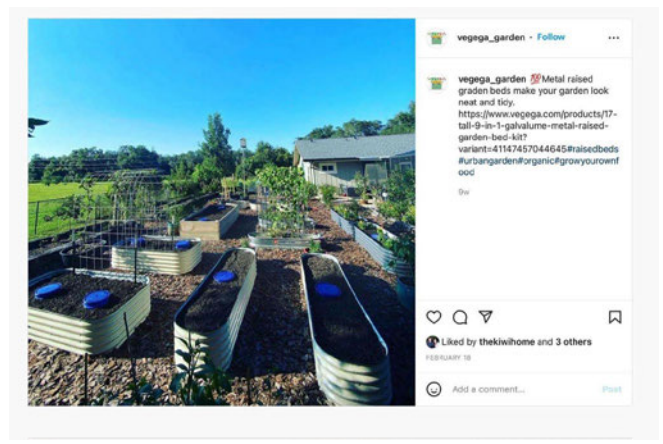 vegega_garden • Follow
vegega_garden 💯Metal raised
graden beds make your garden look
neat and tidy.
https://www.vegega.com/products/17-
tall-9-in-1-galvalume-metal-raised-
garden-bed-kit?
variant=41147457044645#raisedbeds
#urbangarden#organic#growyourownf
ood
9w
Liked by thekiwihome and 3 others
FEBRUARY 18
Add a comment...
Post